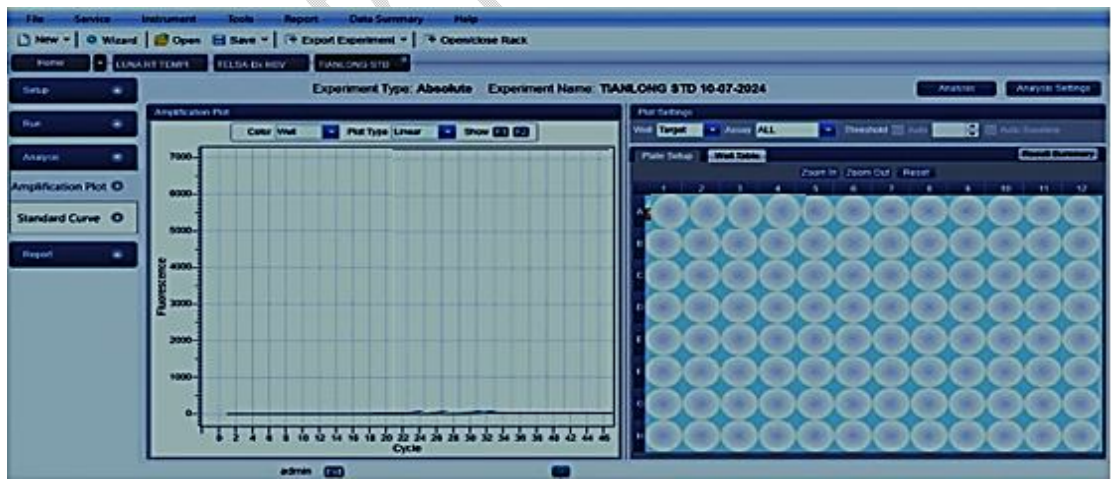 File Service Instrument Tools Report Data Summary Help
New Wizard Open Save Export Experiment Open/close Rack
Home TIANLONG STD
Setup
Experiment Type: Absolute Experiment Name: TIANLONG STD 10-07-2024
Analysis Analysis Settings
Run
Amplification Plot
Plot Settings
Color Well Plot Type Linear Show
Well Target Assay ALL Threshold Auto Auto Baseline
Analysis
Plate Setup Well Table Result Summary
Zoom In Zoom Out Reset
Amplification Plot
Standard Curve
Report
1 2 3 4 5 6 7 8 9 10 11 12
A
B
C
D
E
F
G
H
7000
6000
5000
4000
3000
2000
1000
0
Fluorescence
0 2 4 6 8 10 12 14 16 18 20 22 24 26 28 30 32 34 36 38 40 42 44 46
Cycle
admin